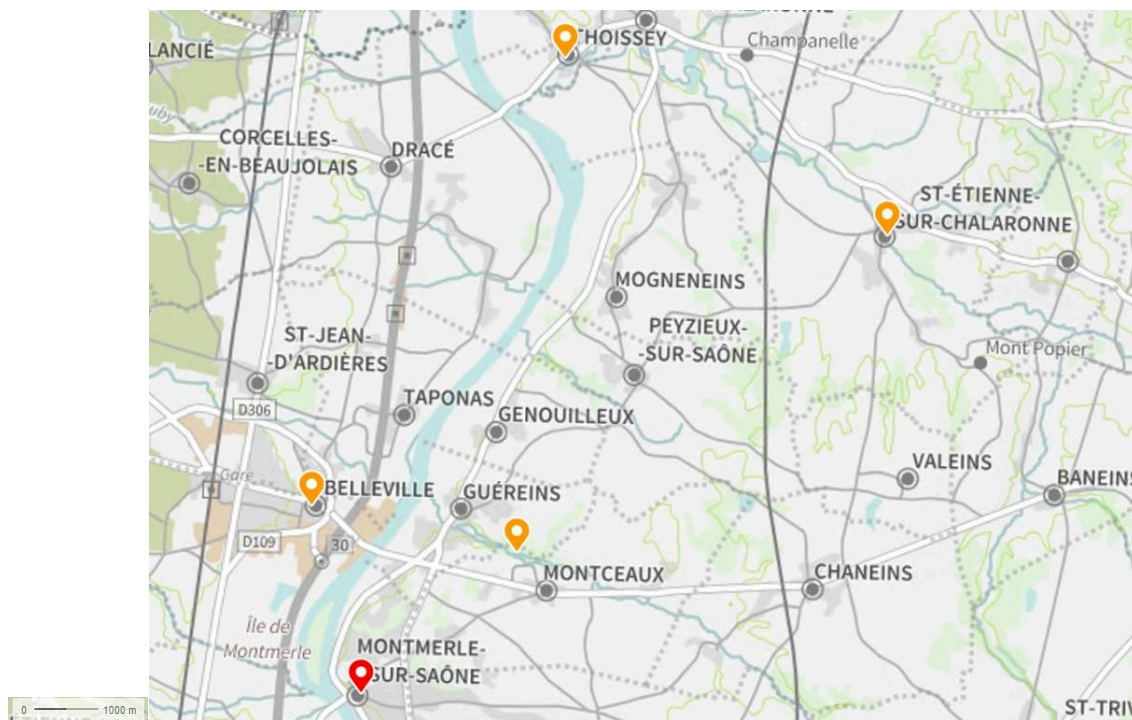 THOISSEY
LANCIÉ
Champanelle
CORCELLES-
-EN-BEAUJOLAIS
DRACÉ
ST-ÉTIENNE-
SUR-CHALARONNE
MOGNENEINS
PEYZIEUX-
-SUR-SAÔNE
ST-JEAN-
-D'ARDIÈRES
Mont Popier
TAPONAS
D306
GENOUILLEUX
VALEINS
Gare
BELLEVILLE
GUÉREINS
BANEINS
D109
30
MONTCEAUX
CHANEINS
Île de
Montmerle
MONTMERLE-
SUR-SAÔNE
0 1000 m
ST-TRIV